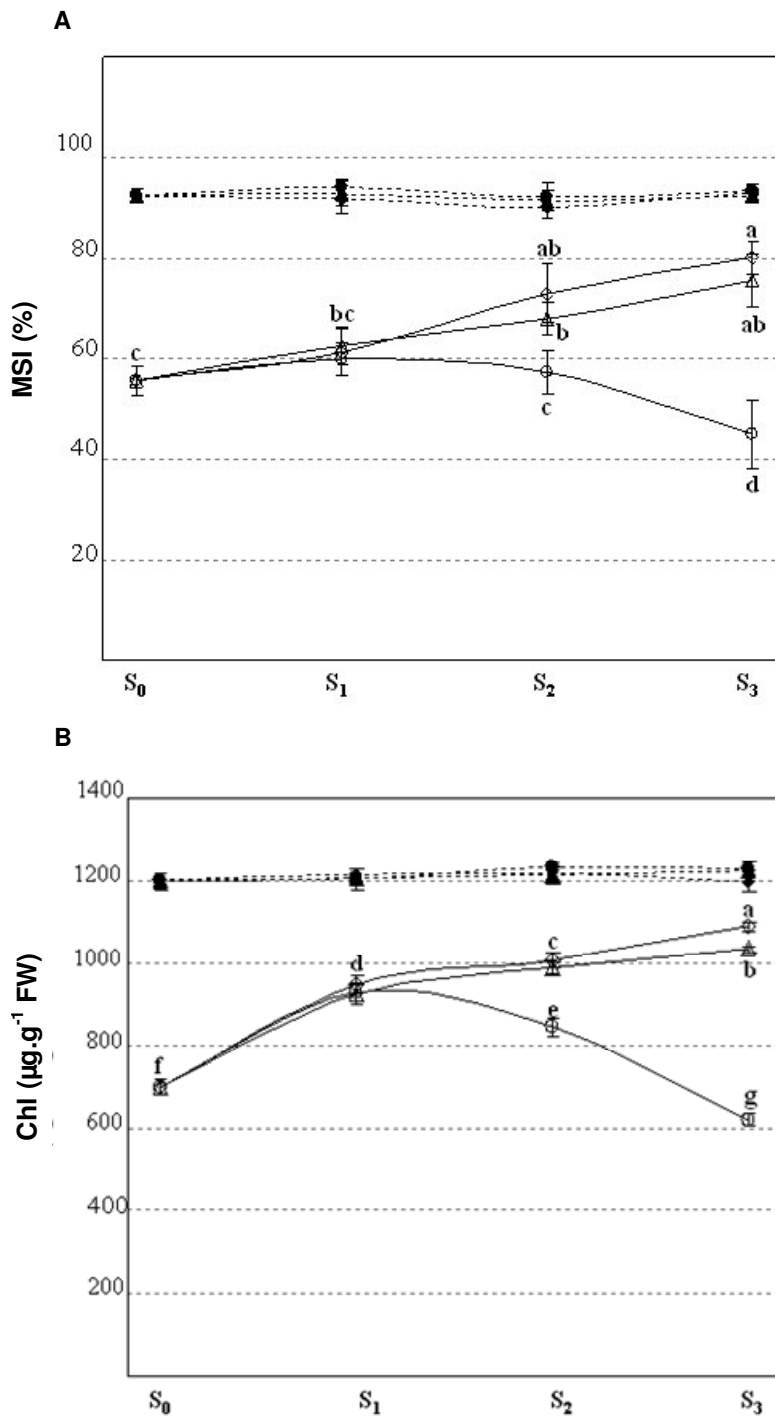 A
100
80
60
40
20
MSI (%)
a
ab
bc
b
ab
c
c
d
S₀ S₁ S₂ S₃
B
1400
1200
1000
800
600
400
200
Chl (µg.g⁻¹ FW)
a
c
d
b
e
f
g
S₀ S₁ S₂ S₃